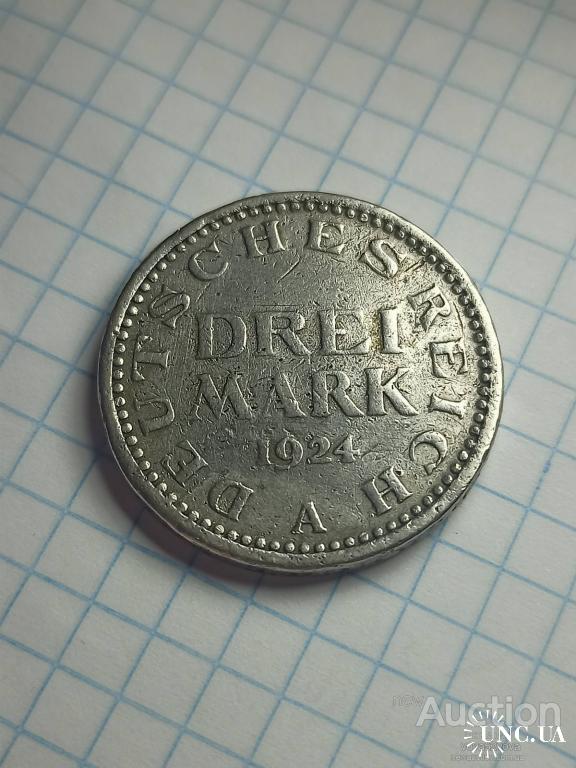 DEUTSCHES REICH
DREI
MARK
1924
A
Auction
UNC.UA